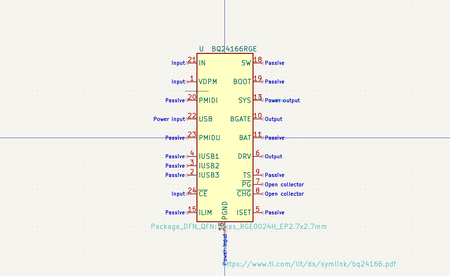 U BQ24166RGE
Input 21 IN SW 18 Passive
Input 1 VDPM BOOT 19 Passive
Passive 20 PMIDI SYS 13 Power output
Power Input 22 USB BGATE 10 Output
Passive 23 PMIDU BAT 11 Passive
Passive 4 IUSB1 DRV 6 Output
Passive 3 IUSB2
Passive 2 IUSB3 TS 9 Passive
PG 7 Open collector
Input 24 CE CHG 8 Open collector
Passive 15 ILIM ISET 5 Passive
PGND
Power input
Package_DFN_QFN: as_RGE0024H_EP2.7x2.7mm
https://www.ti.com/lit/ds/symlink/bq24166.pdf